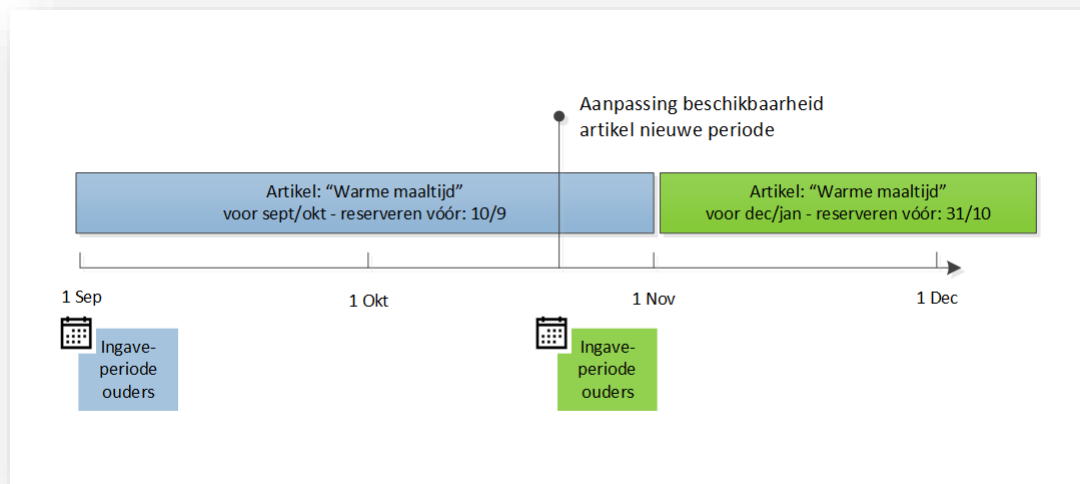 Aanpassing beschikbaarheid
artikel nieuwe periode
Artikel: “Warme maaltijd”
voor sept/okt - reserveren vóór: 10/9
Artikel: “Warme maaltijd”
voor dec/jan - reserveren vóór: 31/10
1 Sep
1 Okt
1 Nov
1 Dec
Ingave-
periode
ouders
Ingave-
periode
ouders